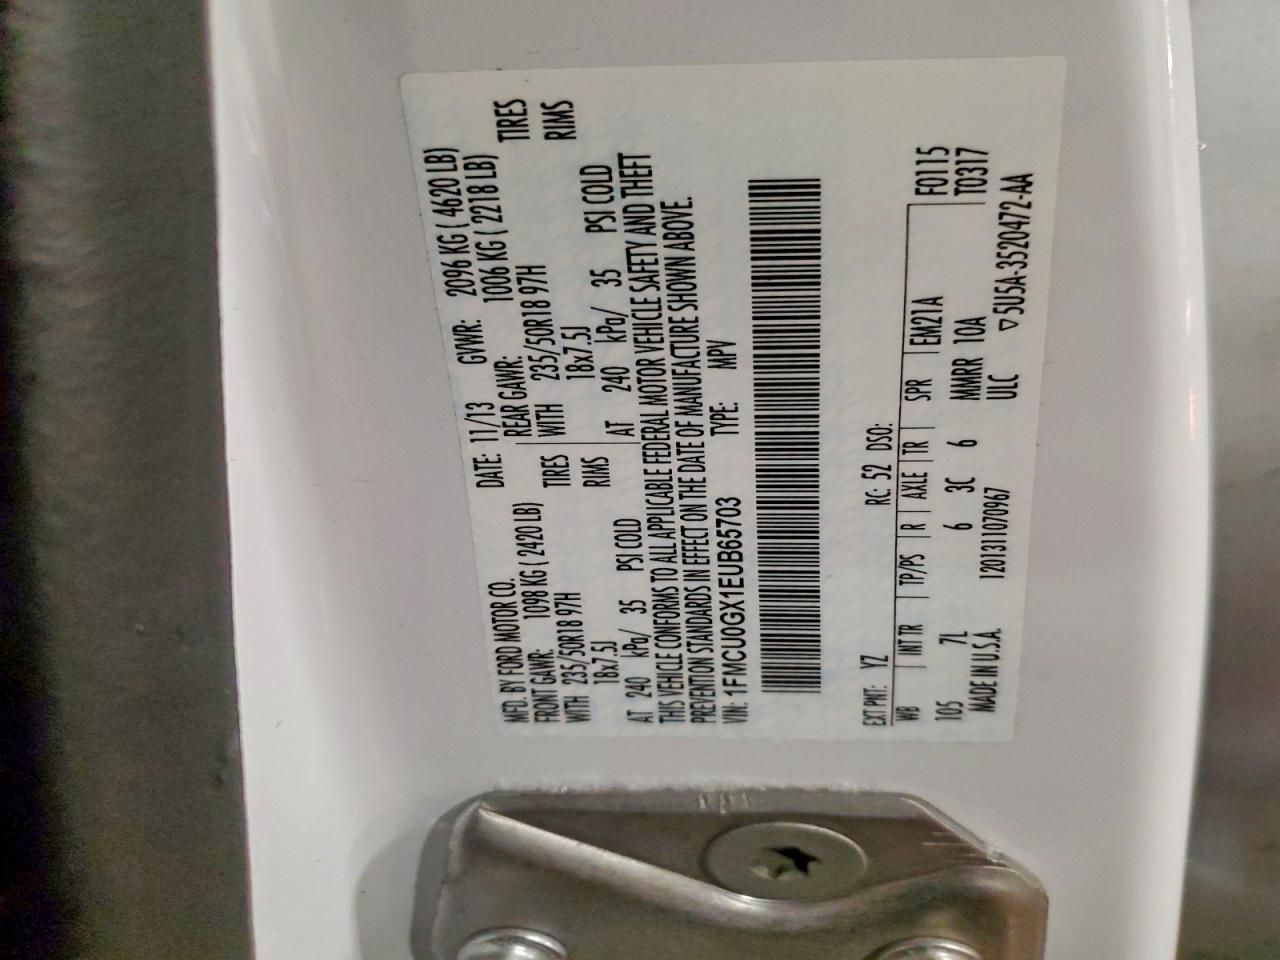 MFD. BY FORD MOTOR CO. DATE: 11/13 GVWR: 2096 KG ( 4620 LB)
FRONT GAWR: 1098 KG ( 2420 LB) REAR GAWR: 1006 KG ( 2218 LB)
WITH 235/50R18 97H TIRES WITH 235/50R18 97H TIRES
18x7.5J RIMS 18x7.5J RIMS
AT 240 kPa/ 35 PSI COLD AT 240 kPa/ 35 PSI COLD
THIS VEHICLE CONFORMS TO ALL APPLICABLE FEDERAL MOTOR VEHICLE SAFETY AND THEFT
PREVENTION STANDARDS IN EFFECT ON THE DATE OF MANUFACTURE SHOWN ABOVE.
VIN: 1FMCU0GX1EUB65703 TYPE: MPV
EXT PNT: YZ RC: 52 DSO:
WB INT TR TP/PS R AXLE TR SPR EM21A F0115
105 7L 6 3C 6 MMRR 10A T0317
MADE IN U.S.A. 120131107096​7 ULC ▽5U5A-3520472-AA